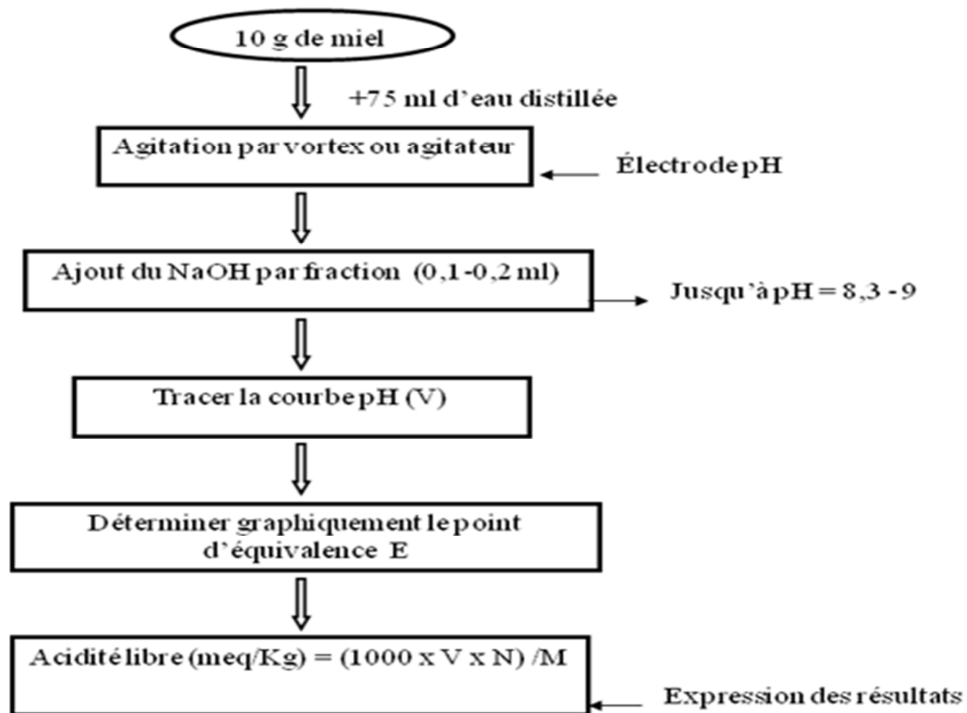 10 g de miel
+75 ml d'eau distillée
Agitation par vortex ou agitateur
Électrode pH
Ajout du NaOH par fraction (0,1-0,2 ml)
Jusqu'à pH = 8,3 - 9
Tracer la courbe pH (V)
Déterminer graphiquement le point
d'équivalence E
Acidité libre (meq/Kg) = (1000 x V x N) /M
Expression des résultats